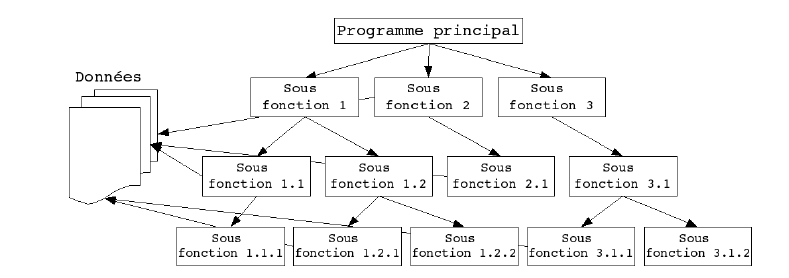 Programme principal
Données
Sous
fonction 1
Sous
fonction 2
Sous
fonction 3
Sous
fonction 1.1
Sous
fonction 1.2
Sous
fonction 2.1
Sous
fonction 3.1
Sous
fonction 1.1.1
Sous
fonction 1.2.1
Sous
fonction 1.2.2
Sous
fonction 3.1.1
Sous
fonction 3.1.2